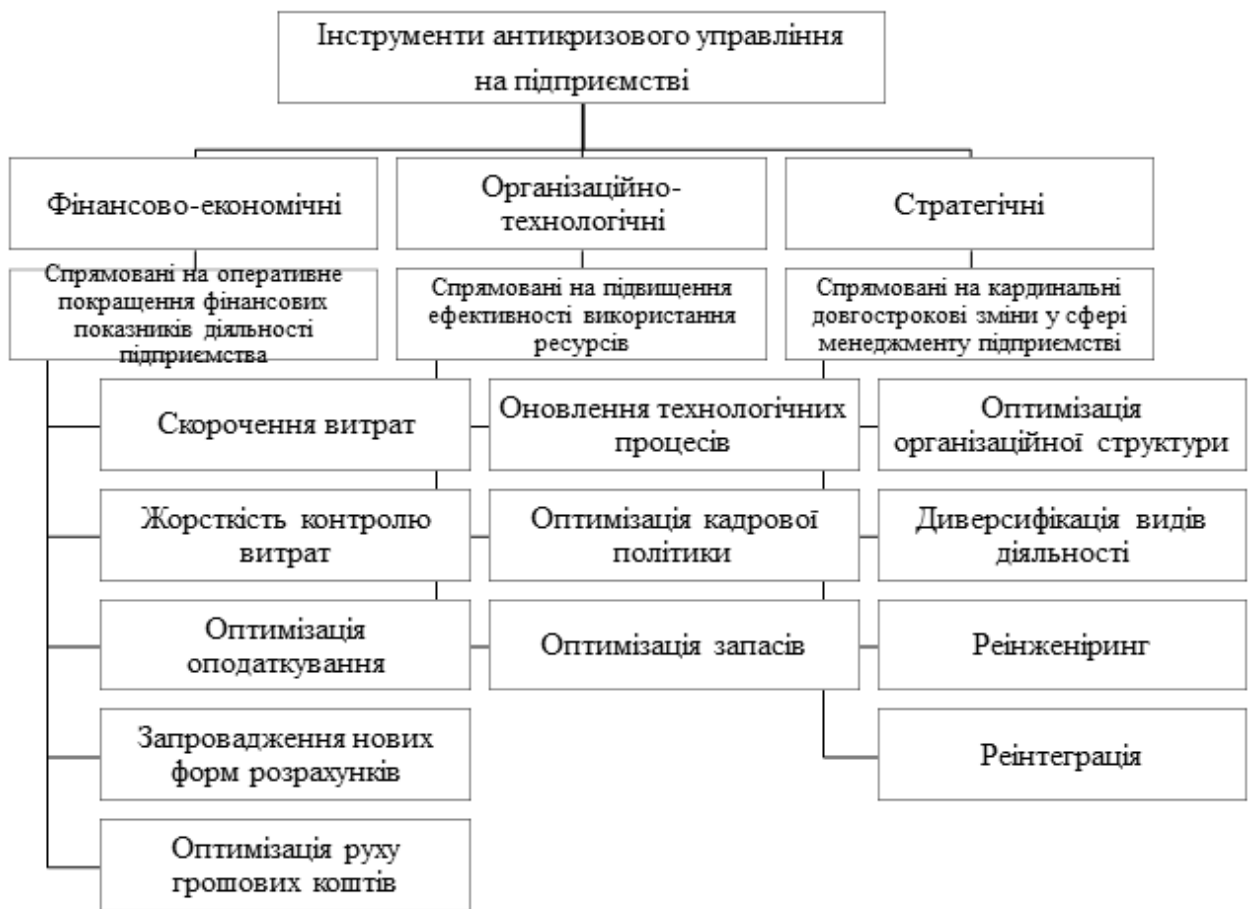 Інструменти антикризового управління
на підприємстві
Фінансово-економічні
Організаційно-
технологічні
Стратегічні
Спрямовані на оперативне
покращення фінансових
показників діяльності
підприємства
Спрямовані на підвищення
ефективності використання
ресурсів
Спрямовані на кардинальні
довгострокові зміни у сфері
менеджменту підприємстві
Скорочення витрат
Оновлення технологічних
процесів
Оптимізація
організаційної структури
Жорсткість контролю
витрат
Оптимізація кадрової
політики
Диверсифікація видів
діяльності
Оптимізація
оподаткування
Оптимізація запасів
Реінженіринг
Запровадження нових
форм розрахунків
Реінтеграція
Оптимізація руху
грошових коштів